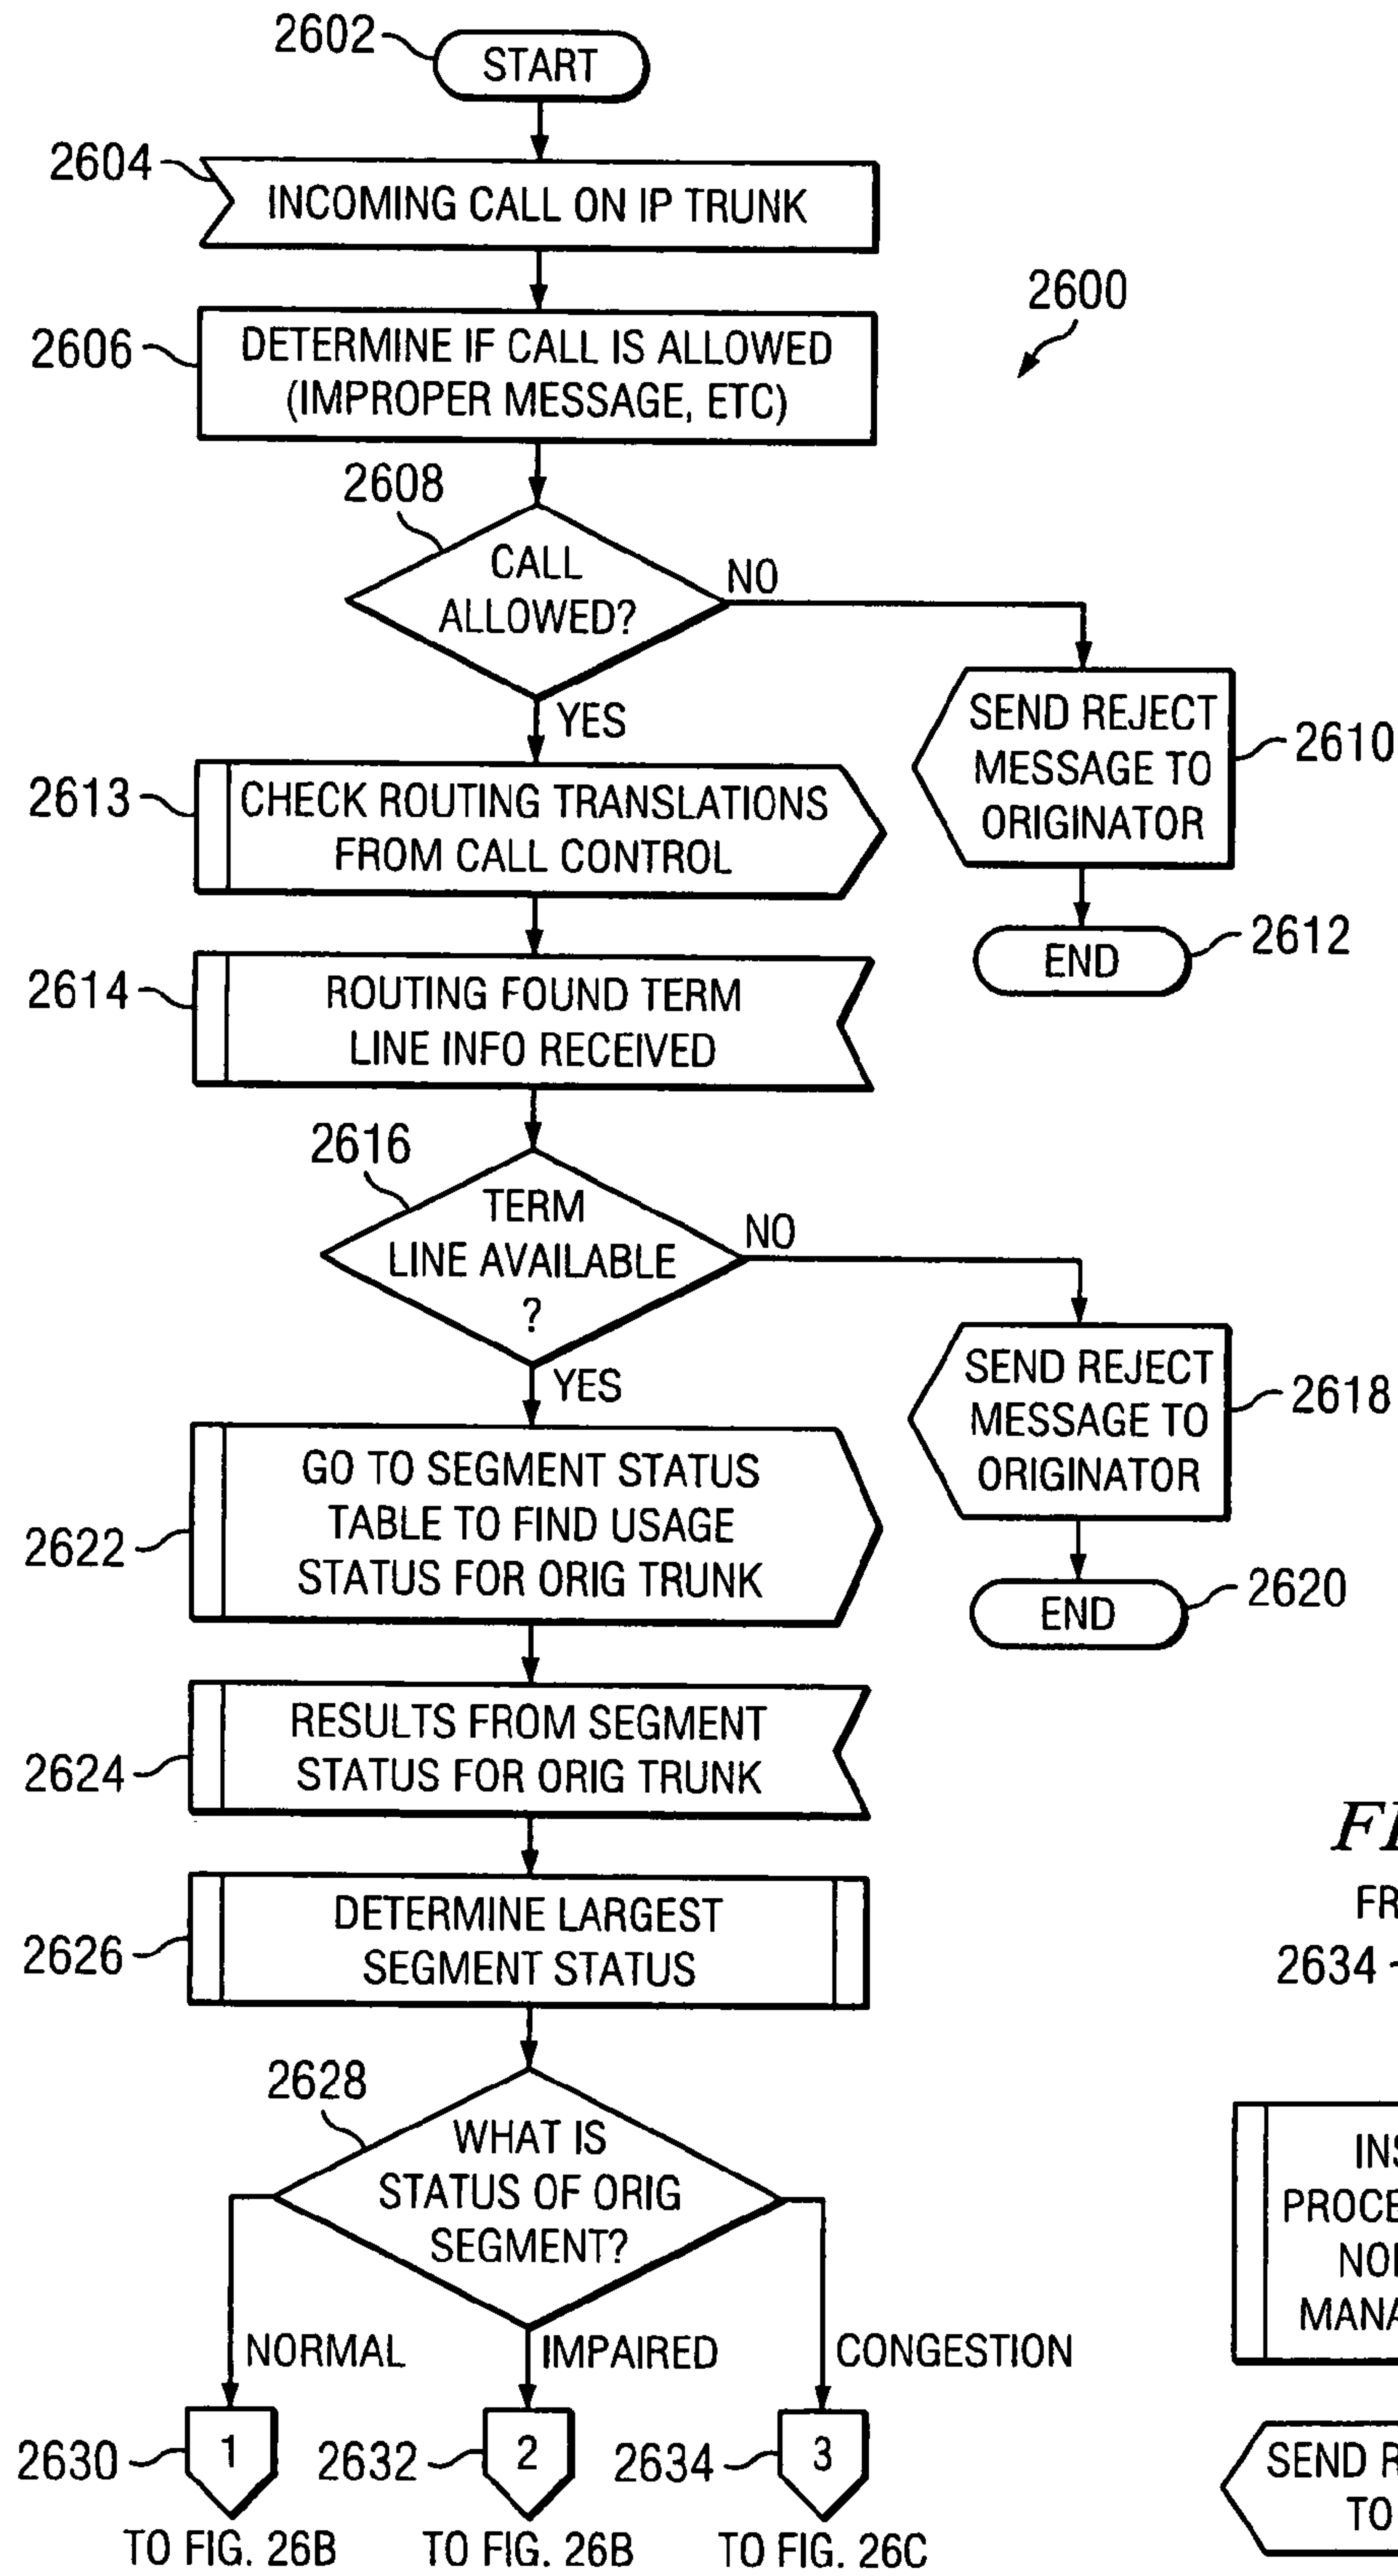 2602
START
2604
INCOMING CALL ON IP TRUNK
2600
2606
DETERMINE IF CALL IS ALLOWED
(IMPROPER MESSAGE, ETC)
2608
CALL
ALLOWED?
NO
YES
SEND REJECT
MESSAGE TO
ORIGINATOR
2610
END
2612
2613
CHECK ROUTING TRANSLATIONS
FROM CALL CONTROL
2614
ROUTING FOUND TERM
LINE INFO RECEIVED
2616
TERM
LINE AVAILABLE
?
NO
YES
SEND REJECT
MESSAGE TO
ORIGINATOR
2618
END
2620
2622
GO TO SEGMENT STATUS
TABLE TO FIND USAGE
STATUS FOR ORIG TRUNK
2624
RESULTS FROM SEGMENT
STATUS FOR ORIG TRUNK
2626
DETERMINE LARGEST
SEGMENT STATUS
2628
WHAT IS
STATUS OF ORIG
SEGMENT?
NORMAL
IMPAIRED
CONGESTION
2630
1
2632
2
2634
3
TO FIG. 26B
TO FIG. 26B
TO FIG. 26C
2634
SEND
TO